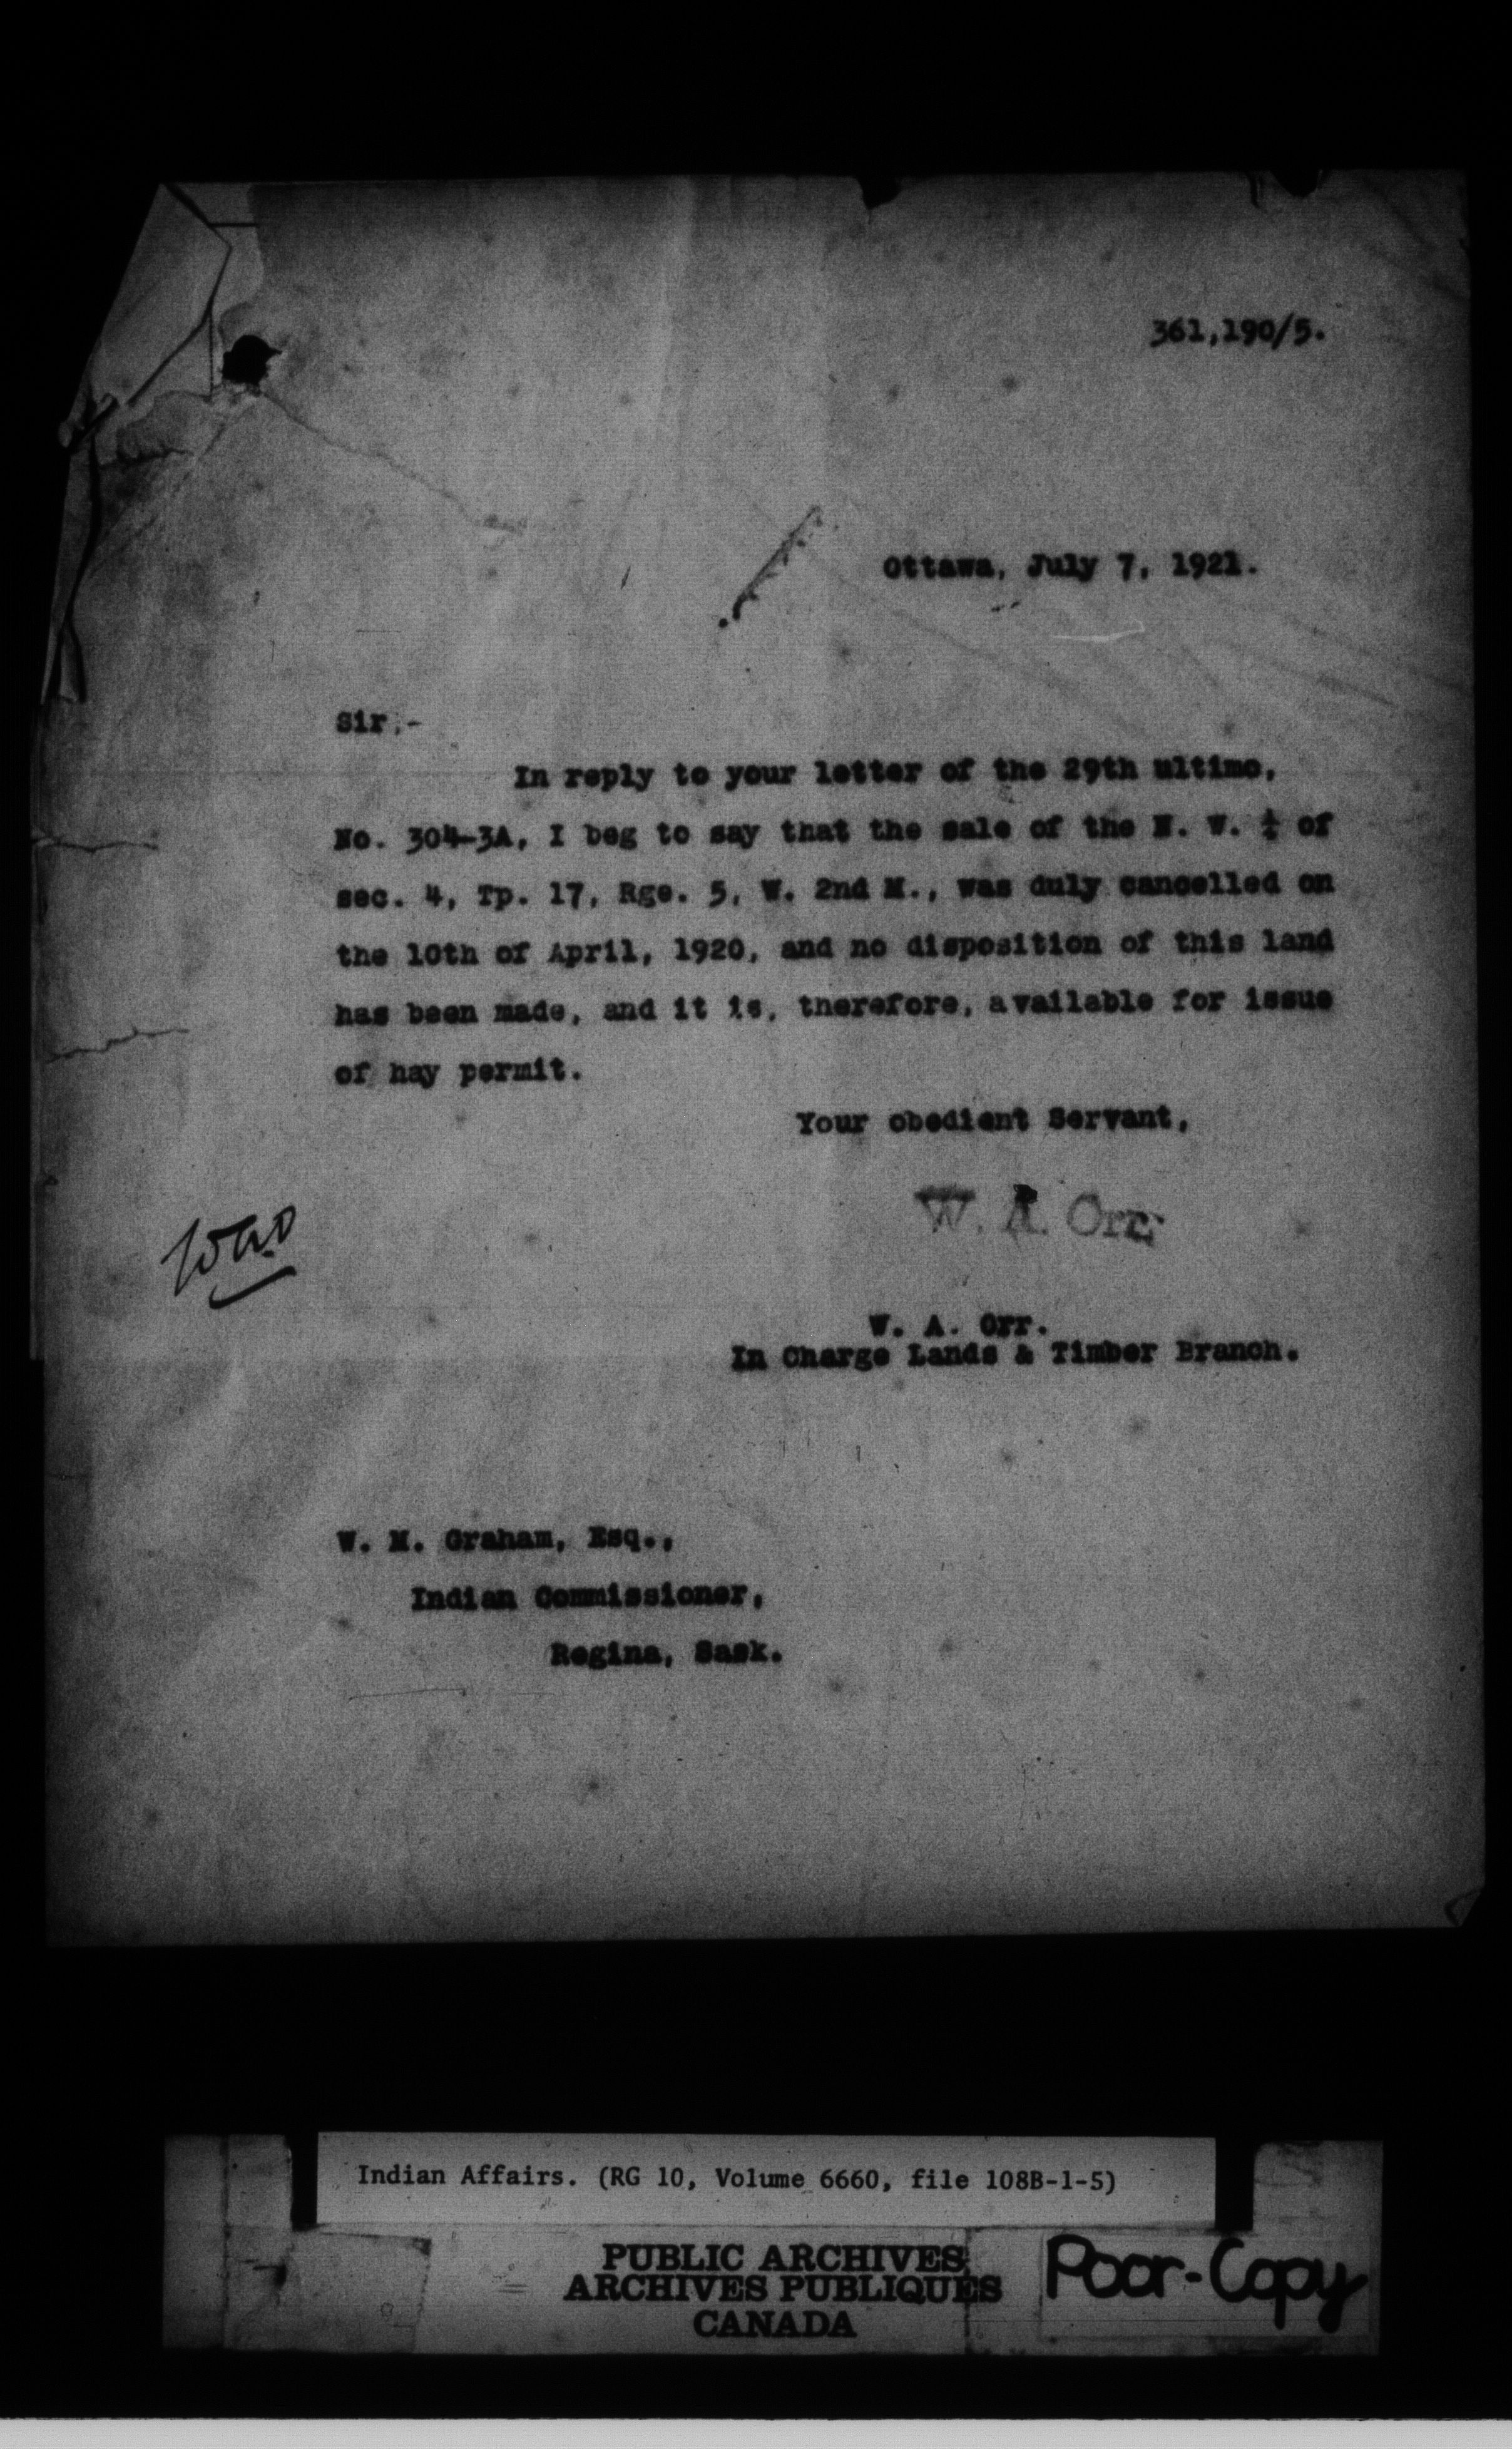 361,190/5.
Ottawa, July 7, 1921.
Sir,-
In reply to your letter of the 29th ultimo,
No. 304-3A, I beg to say that the sale of the N. W. ¼ of
sec. 4, Tp. 17, Rge. 5, W. 2nd M., was duly cancelled on
the 10th of April, 1920, and no disposition of this land
has been made, and it is, therefore, available for issue
of hay permit.
Your obedient Servant,
W. A. Orr.
W. A. Orr.
In Charge Lands & Timber Branch.
W. M. Graham, Esq.,
Indian Commissioner,
Regina, Sask.
Indian Affairs. (RG 10, Volume 6660, file 108B-1-5)
PUBLIC ARCHIVES
ARCHIVES PUBLIQUES
CANADA
Poor-Copy